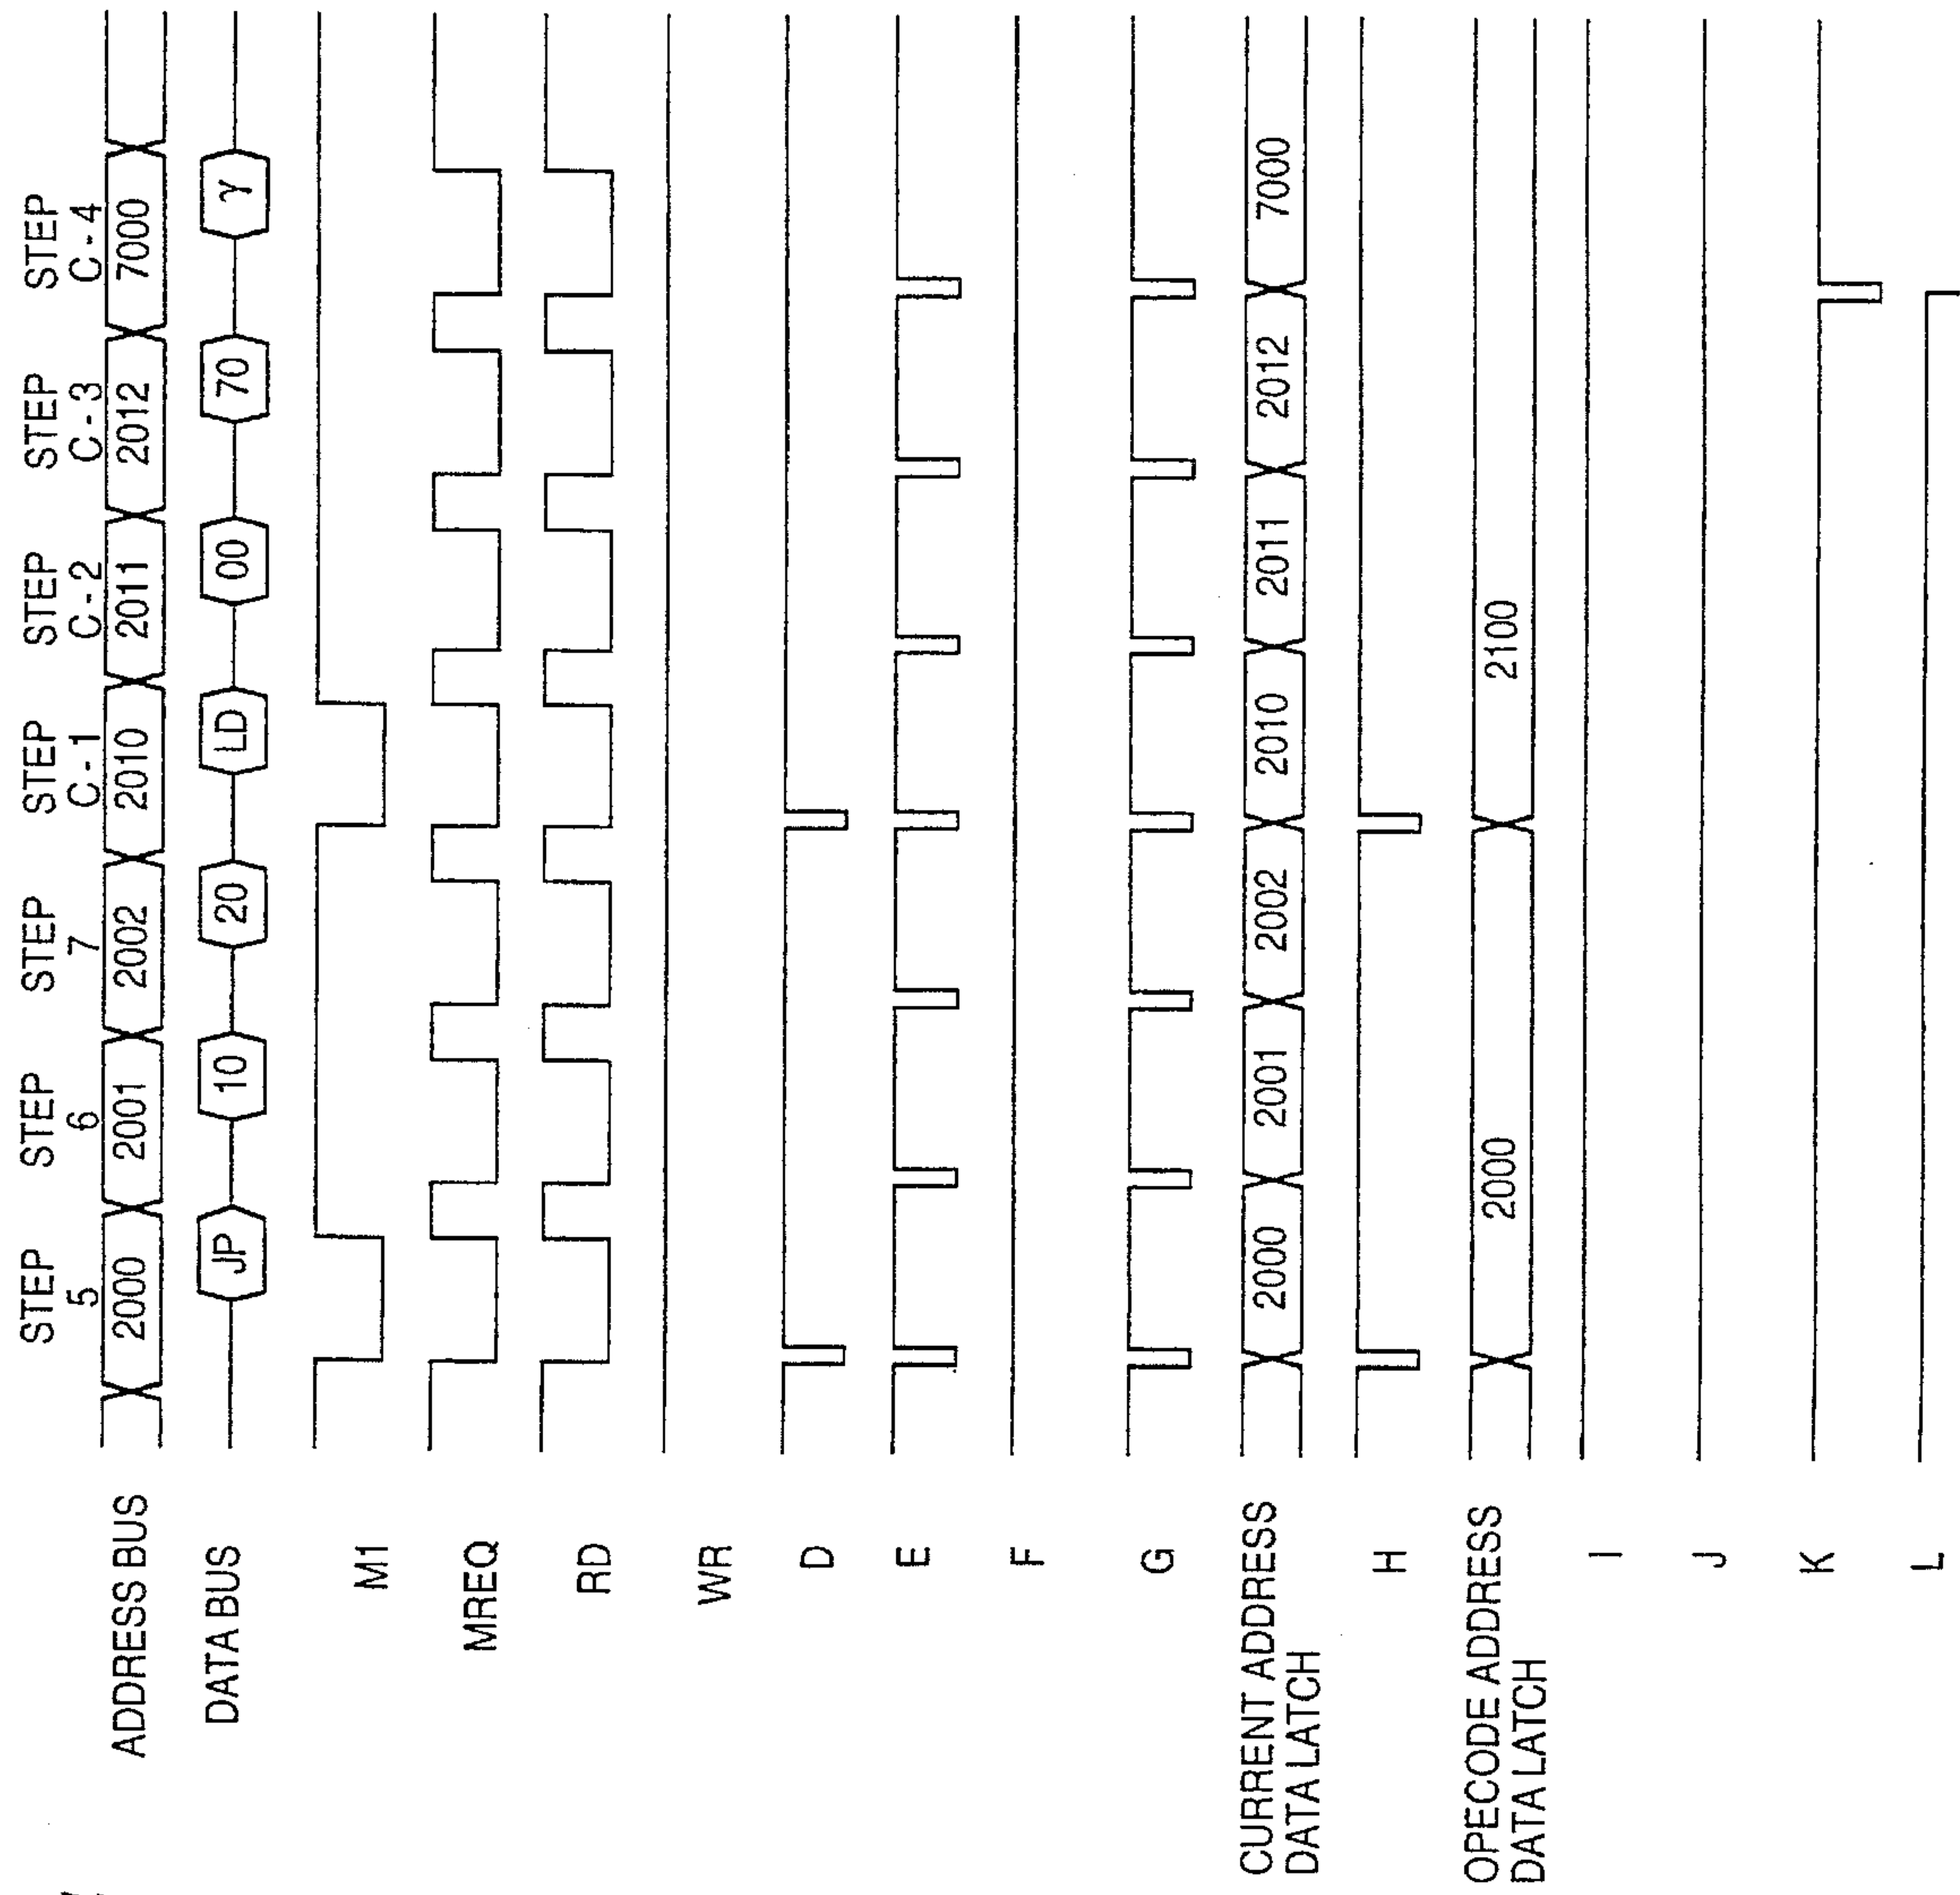 STEP 5
STEP 6
STEP 7
STEP C-1
STEP C-2
STEP C-3
STEP C-4
ADDRESS BUS
2000
2001
2002
2010
2011
2012
7000
DATA BUS
JP
10
20
LD
00
70
γ
M1
MREQ
RD
WR
D
E
F
G
CURRENT ADDRESS
DATA LATCH
2000
2001
2002
2010
2011
2012
7000
H
OPECODE ADDRESS
DATA LATCH
2000
2100
I
J
K
L